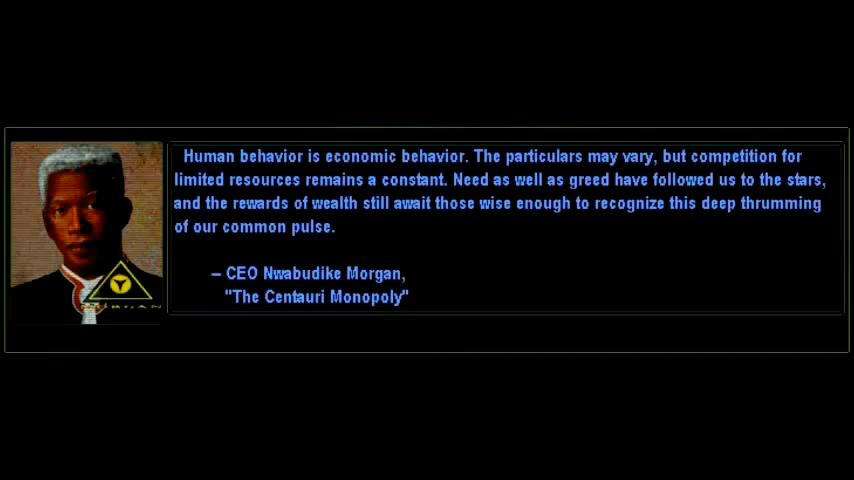 Human behavior is economic behavior. The particulars may vary, but competition for
limited resources remains a constant. Need as well as greed have followed us to the stars,
and the rewards of wealth still await those wise enough to recognize this deep thrumming
of our common pulse.
– CEO Nwabudike Morgan,
"The Centauri Monopoly"
MORGAN